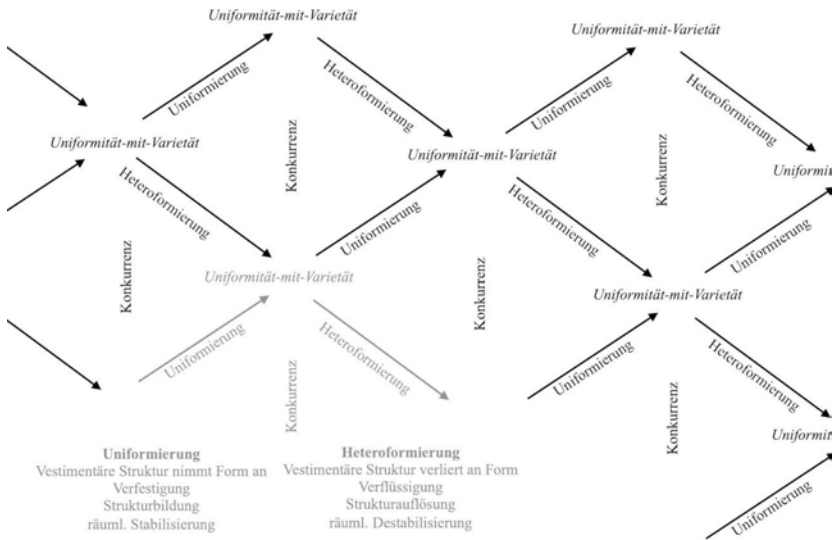 Uniformität-mit-Varietät
Uniformität-mit-Varietät
Uniformierung
Heteroformierung
Uniformierung
Heteroformierung
Uniformität-mit-Varietät
Konkurrenz
Uniformität-mit-Varietät
Konkurrenz
Uniformi
Heteroformierung
Uniformierung
Heteroformierung
Uniformierung
Konkurrenz
Uniformität-mit-Varietät
Konkurrenz
Uniformität-mit-Varietät
Uniformierung
Heteroformierung
Uniformierung
Heteroformierung
Konkurrenz
Konkurrenz
Uniformit
Uniformierung
Vestimentäre Struktur nimmt Form an
Verfestigung
Strukturbildung
räuml. Stabilisierung
Heteroformierung
Vestimentäre Struktur verliert an Form
Verflüssigung
Strukturauflösung
räuml. Destabilisierung
Uniformierung